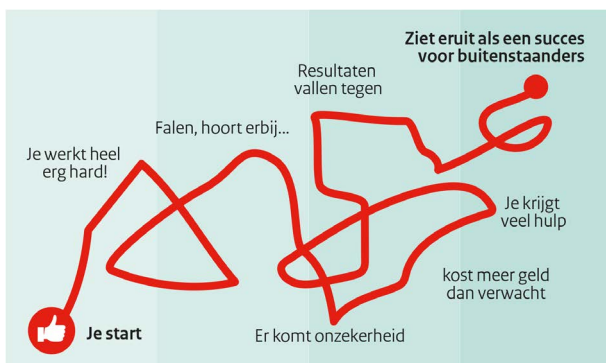 Ziet eruit als een succes
voor buitenstaanders
Resultaten
vallen tegen
Falen, hoort erbij...
Je werkt heel
erg hard!
Je krijgt
veel hulp
kost meer geld
dan verwacht
Je start
Er komt onzekerheid